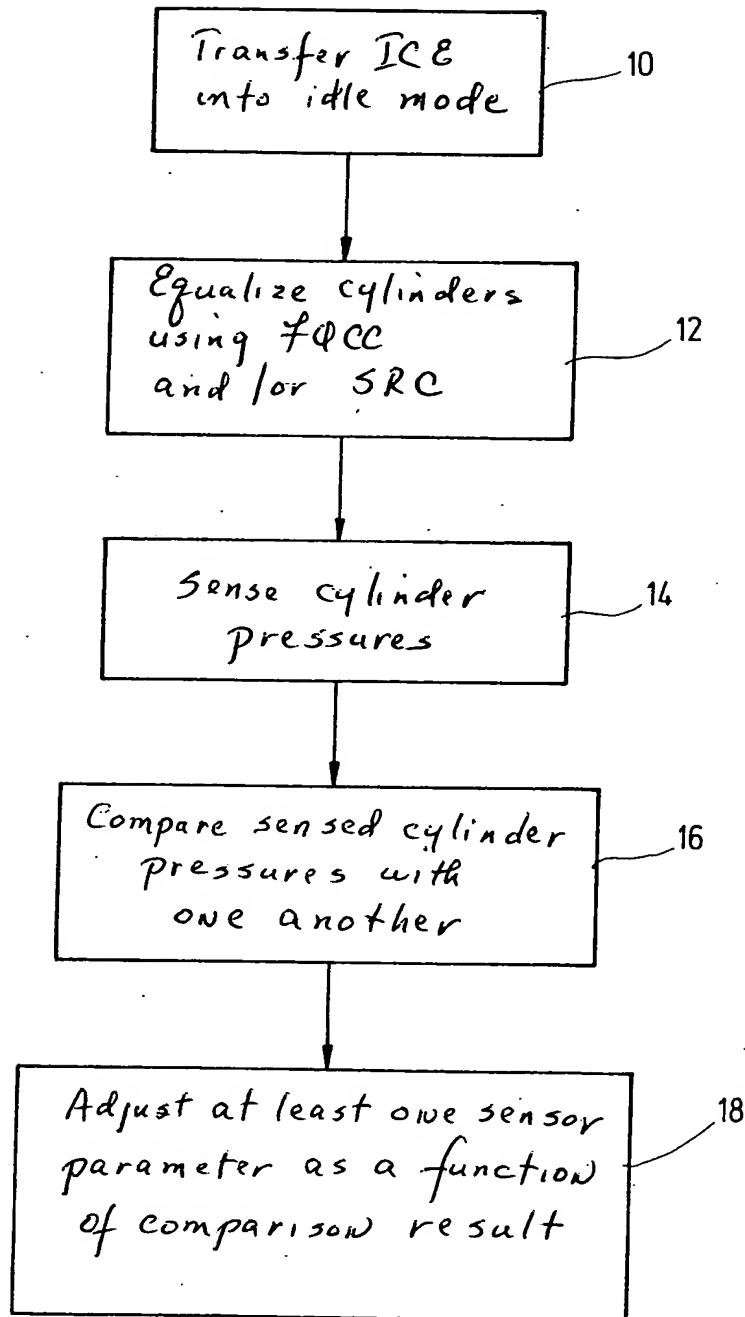 Transfer ICE
into idle mode
10
Equalize cylinders
using FQCC
and/or SRC
12
Sense cylinder
pressures
14
Compare sensed cylinder
pressures with
one another
16
Adjust at least one sensor
parameter as a function
of comparison result
18